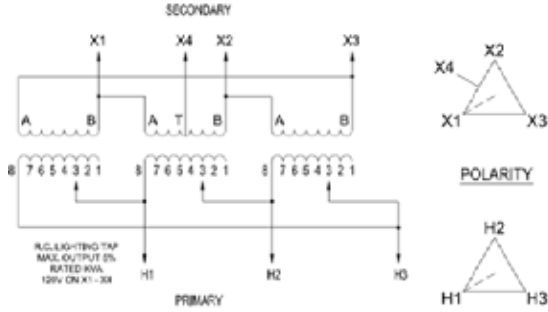 SECONDARY
X1 X4 X2 X3
A B A T B A B
8 7 6 5 4 3 2 1 8 7 6 5 4 3 2 1 8 7 6 5 4 3 2 1
LIGHTING TAP
MAX. OUTPUT 5%
RATED KVA
120V ON X1 -
H1 H2 H3
PRIMARY
X2
X4
X1 X3
POLARITY
H2
H1 H3